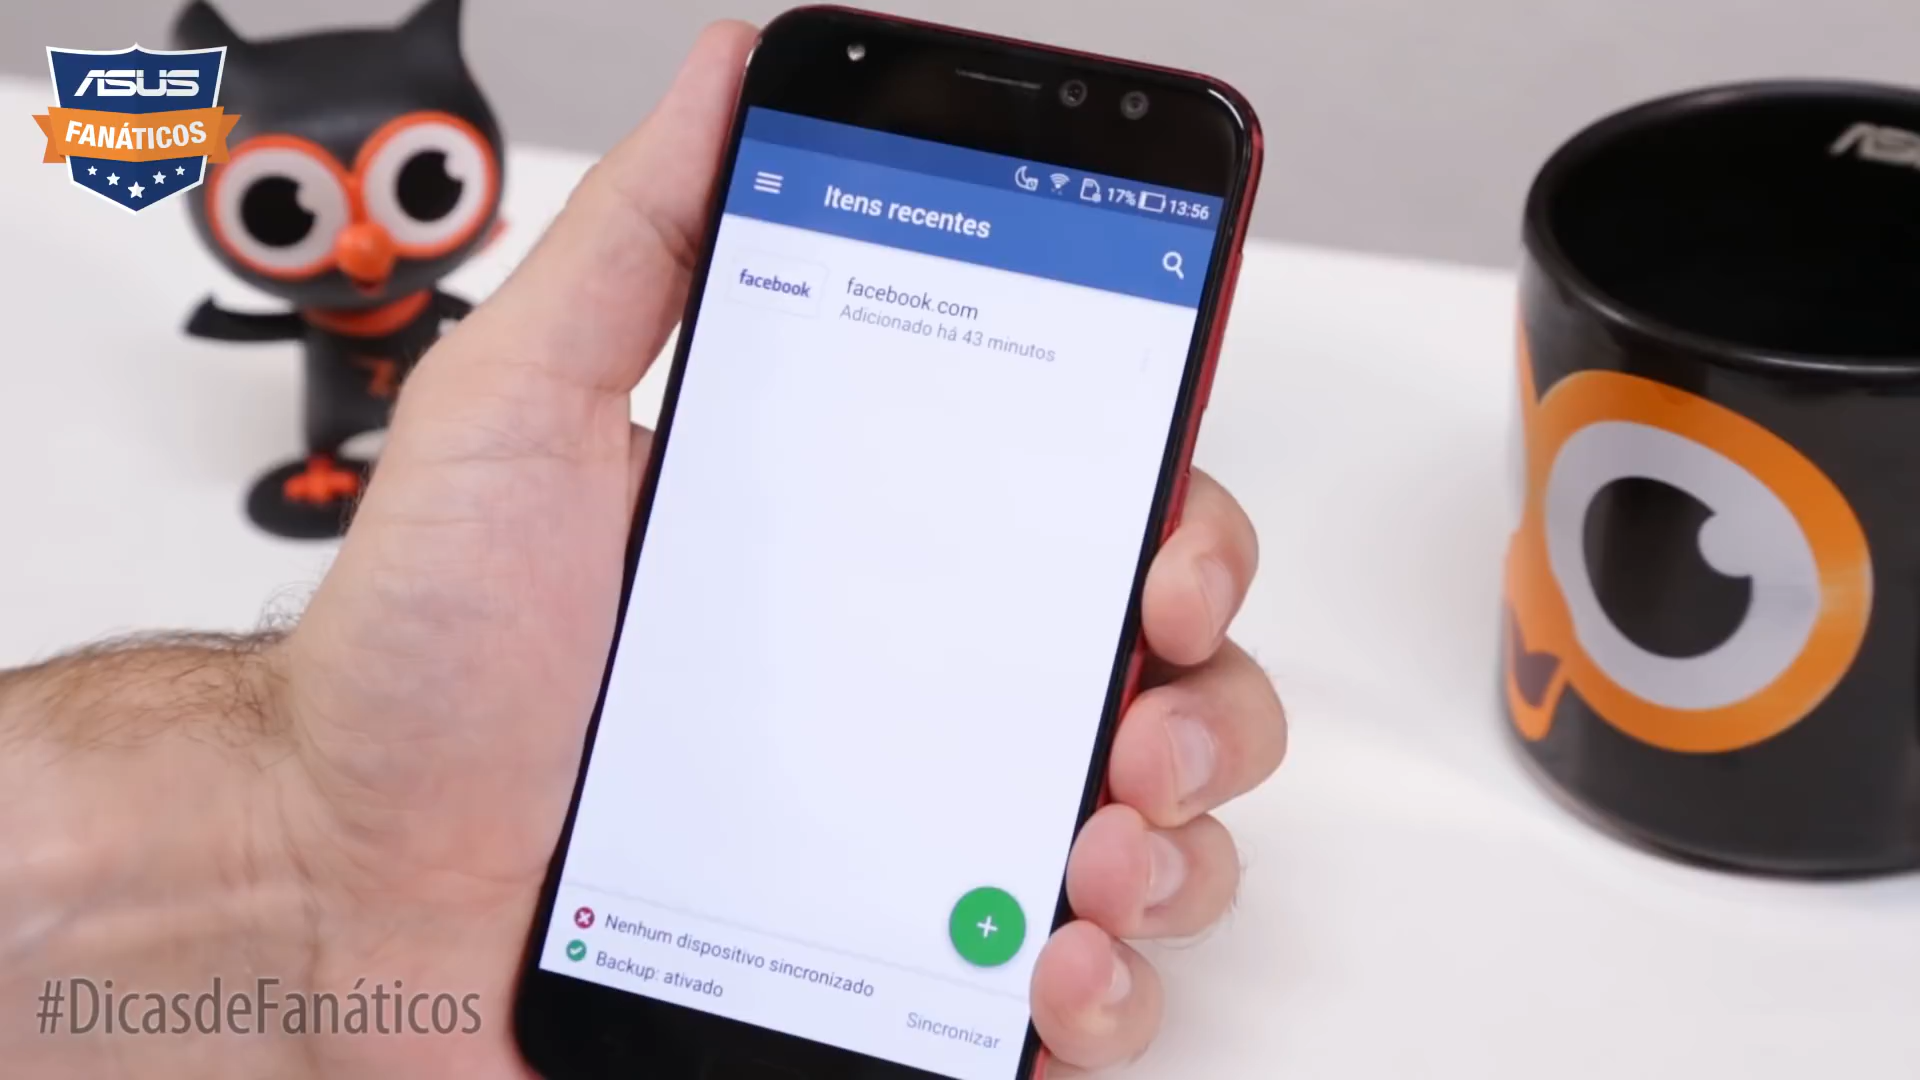 ASUS
FANÁTICOS
17% 13:56
Itens recentes
facebook
facebook.com
Adicionado há 43 minutos
Nenhum dispositivo sincronizado
Backup: ativado
Sincronizar
#DicasdeFanáticos